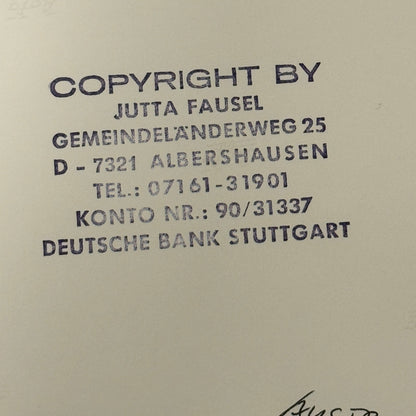 COPYRIGHT BY
JUTTA FAUSEL
GEMEINDELÄNDERWEG 25
D - 7321 ALBERSHAUSEN
TEL.: 07161-31901
KONTO NR.: 90/31337
DEUTSCHE BANK STUTTGART